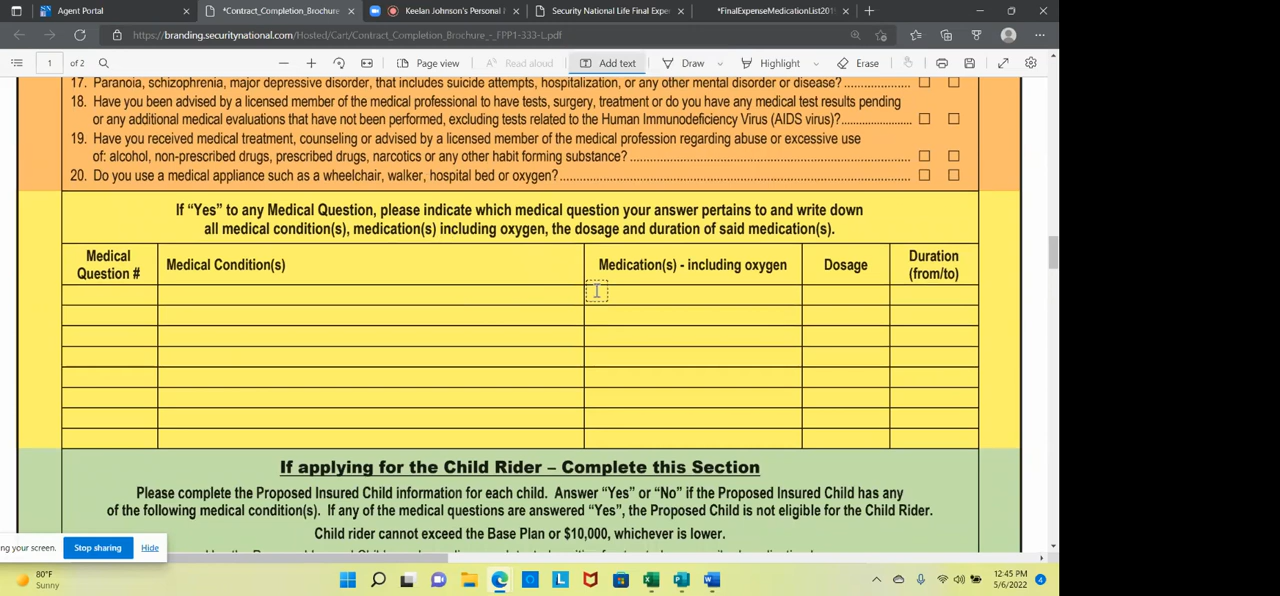 Agent Portal
*Contract_Completion_Brochure
Keelan Johnson's Personal
Security National Life Final Expen
*FinalExpenseMedicationList201
https://branding.securitynational.com/Hosted/Cart/Contract_Completion_Brochure_-_FPP1-333-L.pdf
1 of 2
Page view
Read aloud
Add text
Draw
Highlight
Erase
17. Paranoia, schizophrenia, major depressive disorder, that includes suicide attempts, hospitalization, or any other mental disorder or disease?
18. Have you been advised by a licensed member of the medical professional to have tests, surgery, treatment or do you have any medical test results pending
or any additional medical evaluations that have not been performed, excluding tests related to the Human Immunodeficiency Virus (AIDS virus)?
19. Have you received medical treatment, counseling or advised by a licensed member of the medical profession regarding abuse or excessive use
of: alcohol, non-prescribed drugs, prescribed drugs, narcotics or any other habit forming substance?
20. Do you use a medical appliance such as a wheelchair, walker, hospital bed or oxygen?
If “Yes” to any Medical Question, please indicate which medical question your answer pertains to and write down
all medical condition(s), medication(s) including oxygen, the dosage and duration of said medication(s).
Medical
Question #
Medical Condition(s)
Medication(s) - including oxygen
Dosage
Duration
(from/to)
If applying for the Child Rider – Complete this Section
Please complete the Proposed Insured Child information for each child. Answer “Yes” or “No” if the Proposed Insured Child has any
of the following medical condition(s). If any of the medical questions are answered “Yes”, the Proposed Child is not eligible for the Child Rider.
Child rider cannot exceed the Base Plan or $10,000, whichever is lower.
ng your screen.
Stop sharing
Hide
80°F
Sunny
12:45 PM
5/6/2022
4